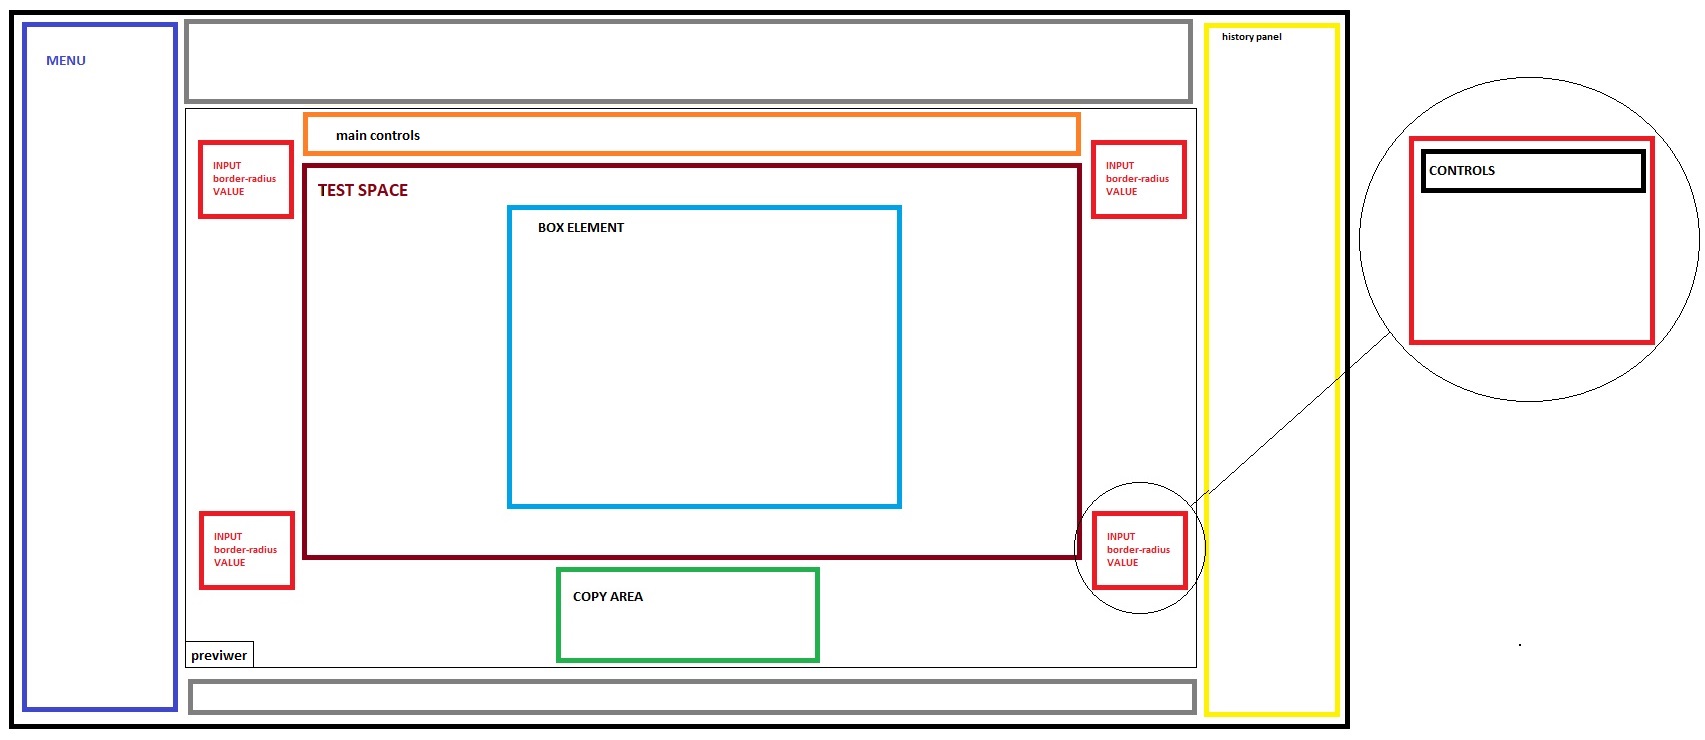 MENU
history panel
main controls
INPUT
border-radius
VALUE
INPUT
border-radius
VALUE
CONTROLS
TEST SPACE
BOX ELEMENT
INPUT
border-radius
VALUE
INPUT
border-radius
VALUE
COPY AREA
previwer